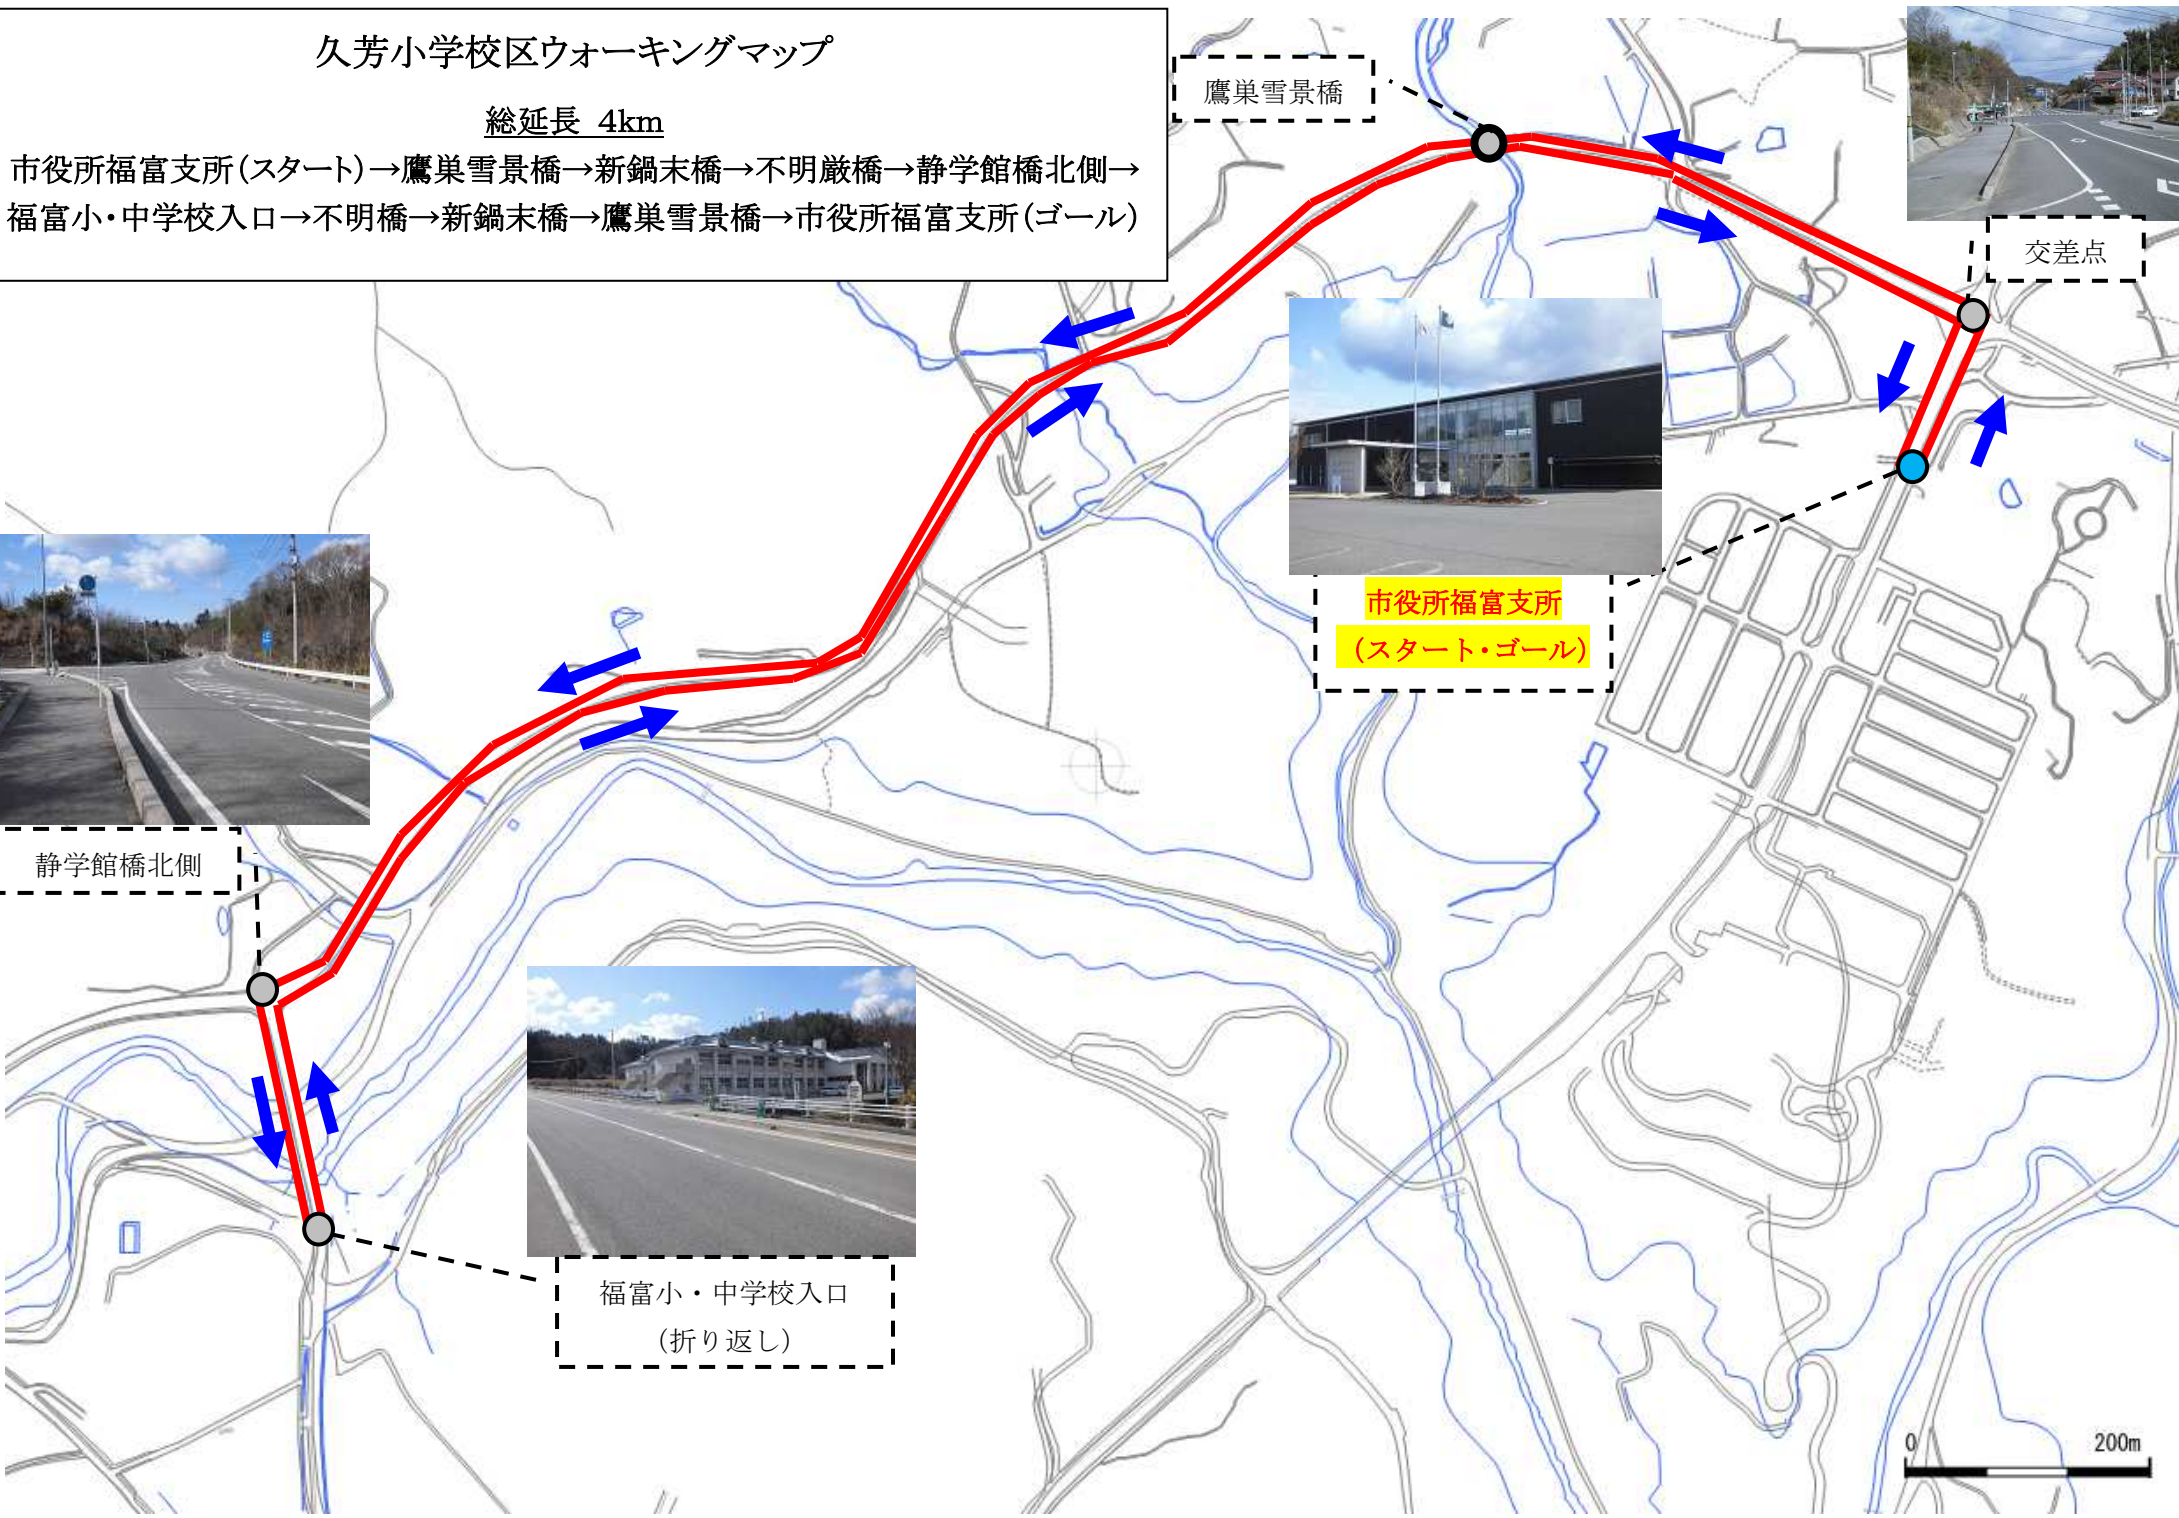 久芳小学校区ウォーキングマップ
総延長 4km
市役所福富支所(スタート)→鷹巣雪景橋→新鍋末橋→不明厳橋→静学館橋北側→
福富小・中学校入口→不明橋→新鍋末橋→鷹巣雪景橋→市役所福富支所(ゴール)
鷹巣雪景橋
交差点
市役所福富支所
(スタート・ゴール)
静学館橋北側
福富小・中学校入口
(折り返し)
0 200m